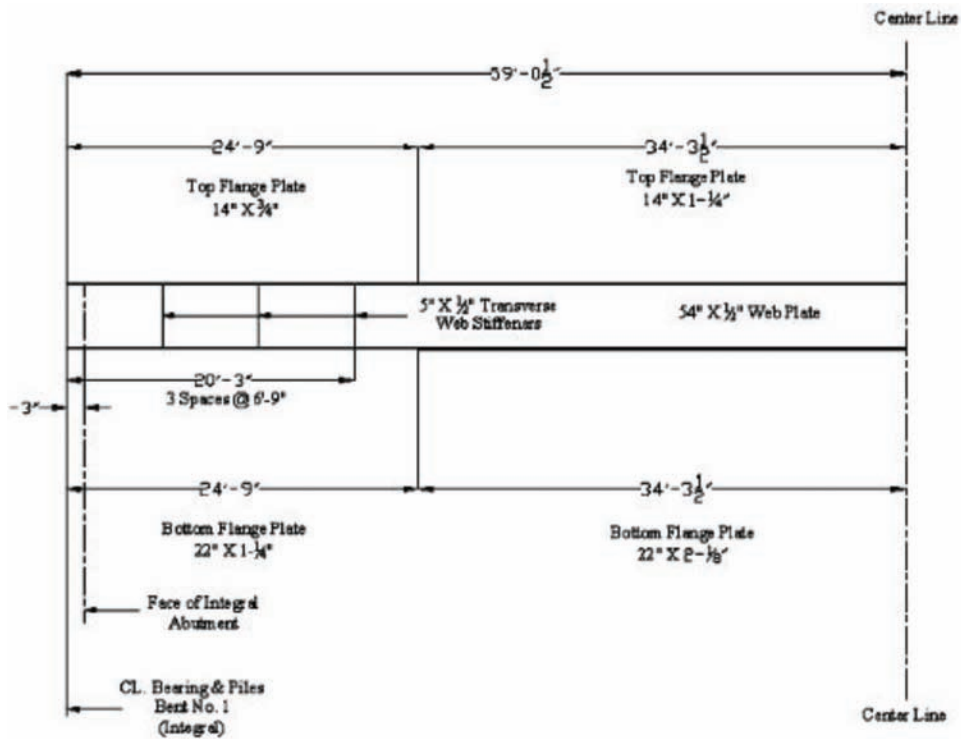 Center Line
59'-0½"
24'-9"
34'-3½"
Top Flange Plate
14" X ¾"
Top Flange Plate
14" X 1-¼"
5" X ½" Transverse
Web Stiffeners
54" X ½" Web Plate
20'-3"
3 Spaces @ 6'-9"
-3"
24'-9"
34'-3½"
Bottom Flange Plate
22" X 1-¼"
Bottom Flange Plate
22" X 2-⅛"
Face of Integral
Abutment
CL. Bearing & Piles
Bent No. 1
(Integral)
Center Line